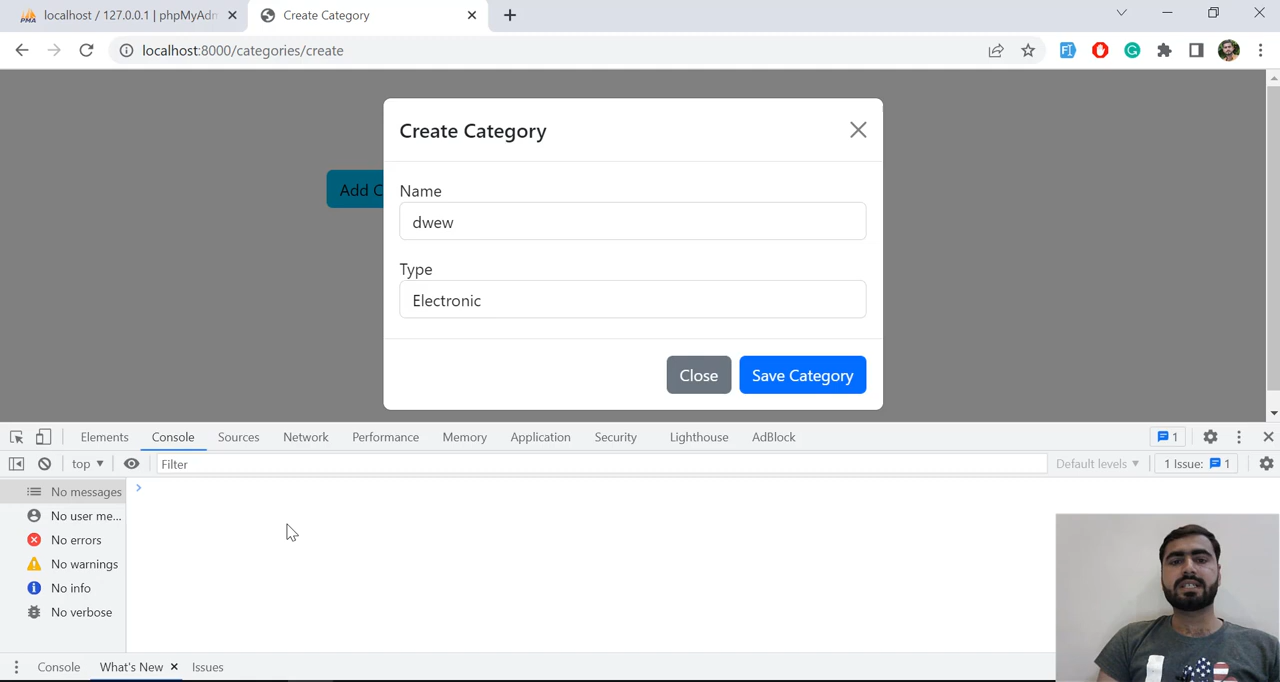 localhost / 127.0.0.1 | phpMyAdm
Create Category
localhost:8000/categories/create
Create Category
Add C
Name
dwew
Type
Electronic
Close
Save Category
Elements
Console
Sources
Network
Performance
Memory
Application
Security
Lighthouse
AdBlock
1
top
Filter
Default levels
1 Issue:
1
No messages
No user me...
No errors
No warnings
No info
No verbose
Console
What's New
Issues